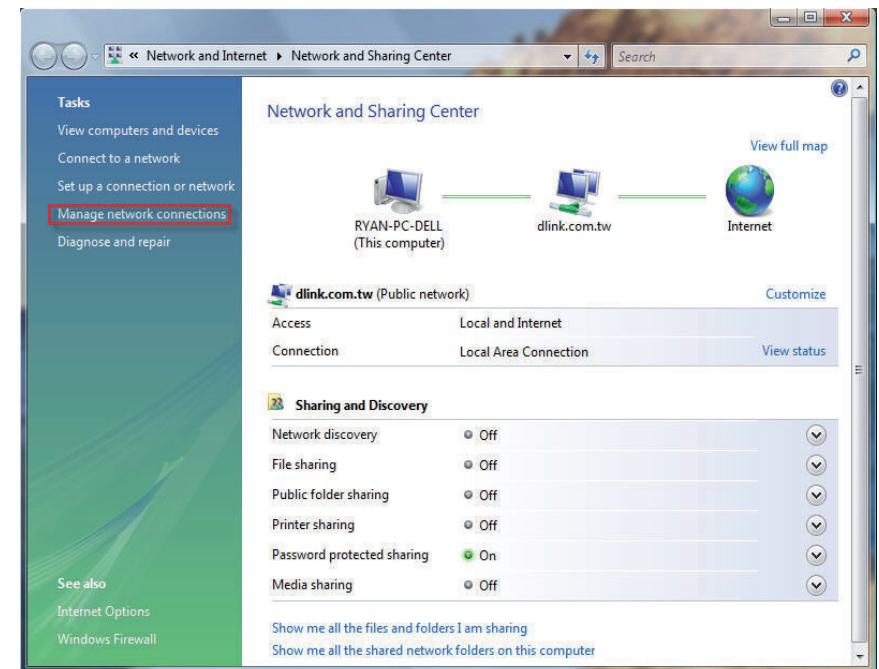 « Network and Internet ▸ Network and Sharing Center
Search
Tasks
View computers and devices
Connect to a network
Set up a connection or network
Manage network connections
Diagnose and repair
See also
Internet Options
Windows Firewall
Network and Sharing Center
View full map
RYAN-PC-DELL
(This computer)
dlink.com.tw
Internet
dlink.com.tw (Public network)
Customize
Access Local and Internet
Connection Local Area Connection View status
Sharing and Discovery
Network discovery Off
File sharing Off
Public folder sharing Off
Printer sharing Off
Password protected sharing On
Media sharing Off
Show me all the files and folders I am sharing
Show me all the shared network folders on this computer